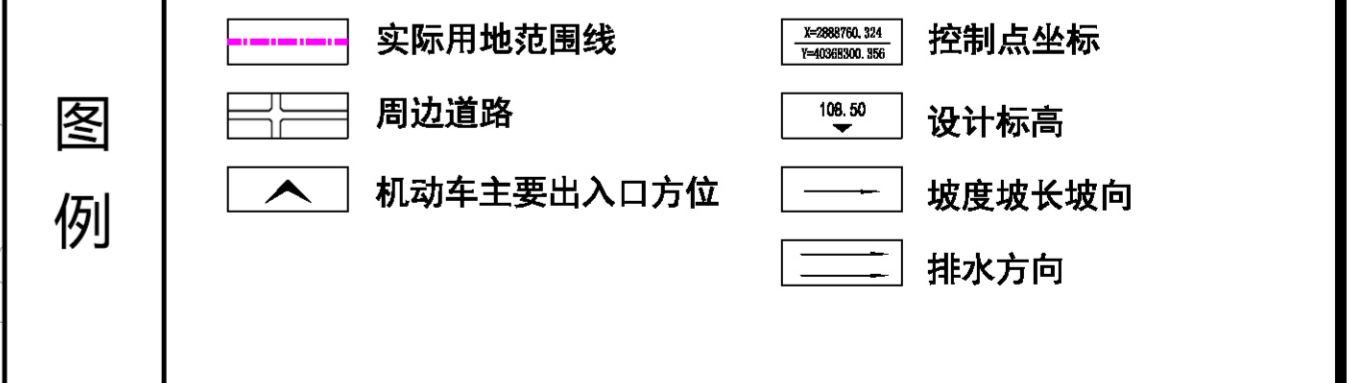 图
例
实际用地范围线
周边道路
机动车主要出入口方位
X=2888760.324
Y=40368300.356
控制点坐标
108.50
设计标高
坡度坡长坡向
排水方向